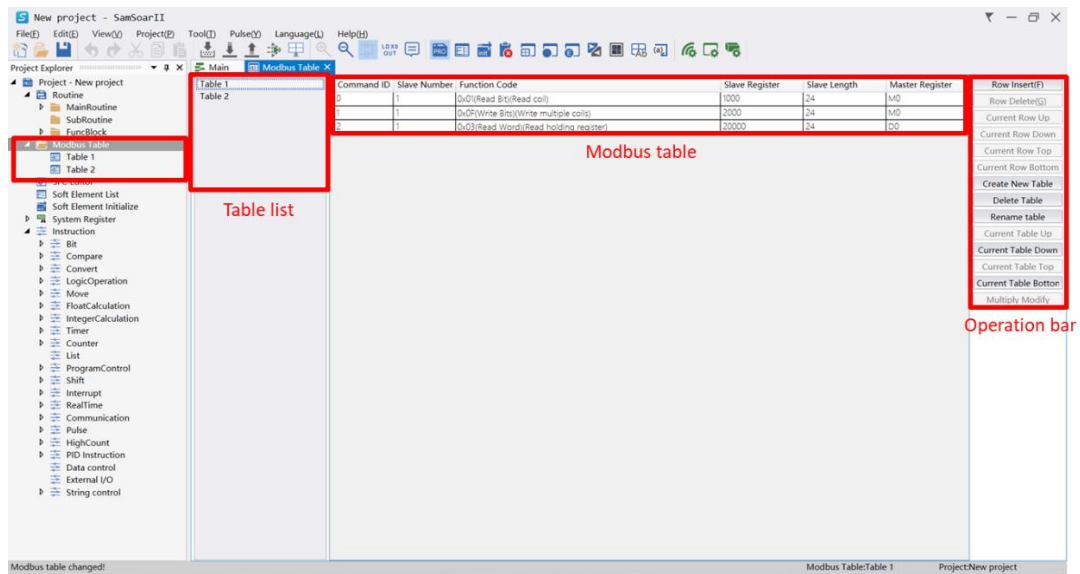 New project - SamSoarII
File(F) Edit(E) View(V) Project(P) Tool(T) Pulse(Y) Language(L) Help(H)
LDX0 OUT
PRO
Project Explorer
Main
Modbus Table
Project - New project
Routine
MainRoutine
SubRoutine
FuncBlock
Modbus Table
Table 1
Table 2
Soft Element List
Soft Element Initialize
System Register
Instruction
Bit
Compare
Convert
LogicOperation
Move
FloatCalculation
IntegerCalculation
Timer
Counter
List
ProgramControl
Shift
Interrupt
RealTime
Communication
Pulse
HighCount
PID Instruction
Data control
External I/O
String control
Table 1
Table 2
Table list
Command ID Slave Number Function Code Slave Register Slave Length Master Register
0 1 0x01(Read Bit)(Read coil) 1000 24 M0
1 1 0x0F(Write Bits)(Write multiple coils) 2000 24 M0
2 1 0x03(Read Word)(Read holding register) 20000 24 D0
Modbus table
Row Insert(F)
Row Delete(G)
Current Row Up
Current Row Down
Current Row Top
Current Row Bottom
Create New Table
Delete Table
Rename table
Current Table Up
Current Table Down
Current Table Top
Current Table Botton
Multiply Modify
Operation bar
Modbus table changed!
Modbus Table:Table 1
Project:New project